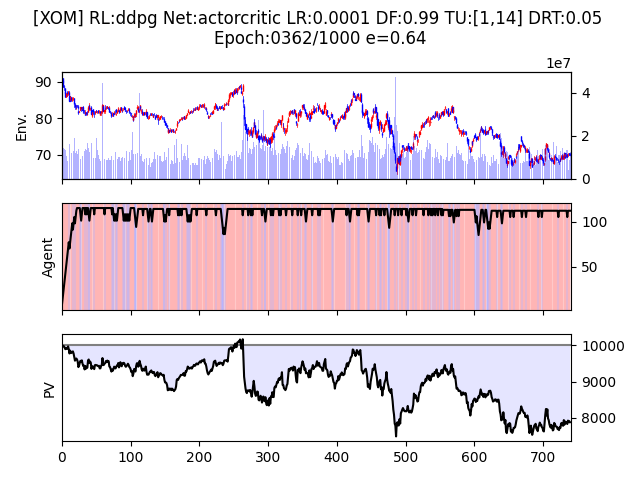 [XOM] RL:ddpg Net:actorcritic LR:0.0001 DF:0.99 TU:[1,14] DRT:0.05
Epoch:0362/1000 e=0.64
1e7
90
80
70
Env.
4
2
0
Agent
100
50
PV
10000
9000
8000
0 100 200 300 400 500 600 700